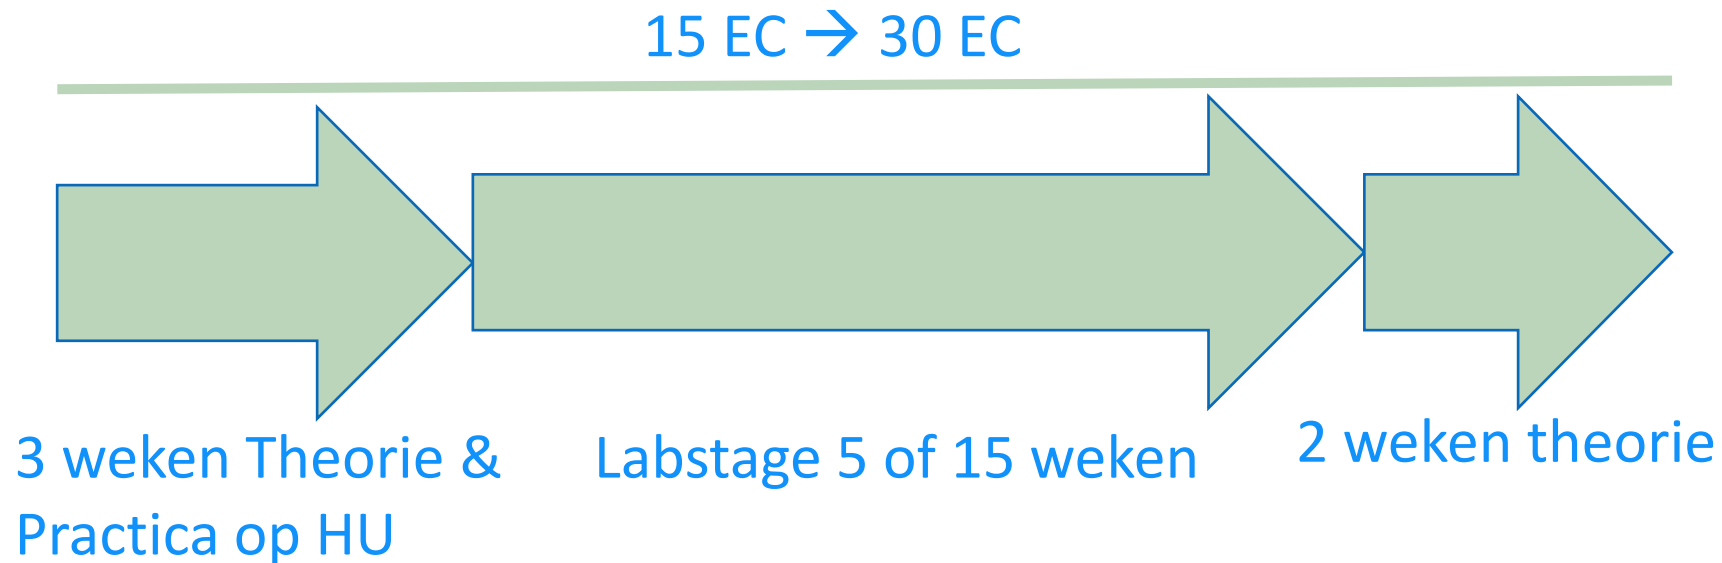 15 EC → 30 EC
3 weken Theorie &
Practica op HU
Labstage 5 of 15 weken
2 weken theorie